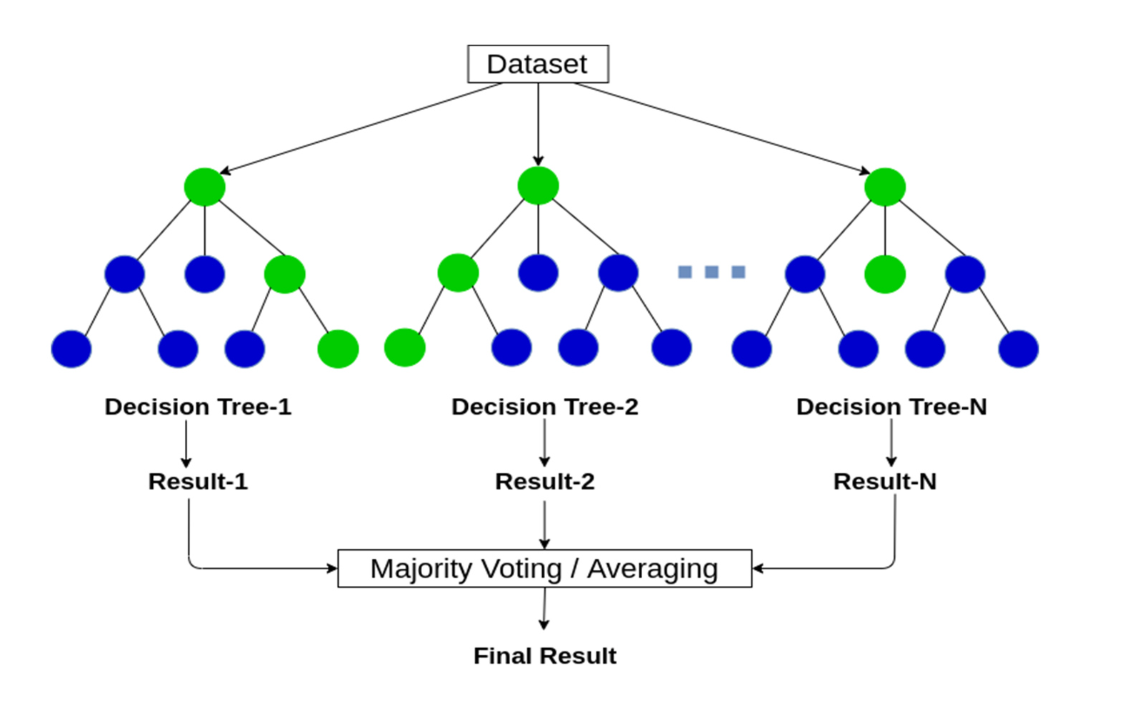 Dataset
Decision Tree-1
Decision Tree-2
Decision Tree-N
Result-1
Result-2
Result-N
Majority Voting / Averaging
Final Result